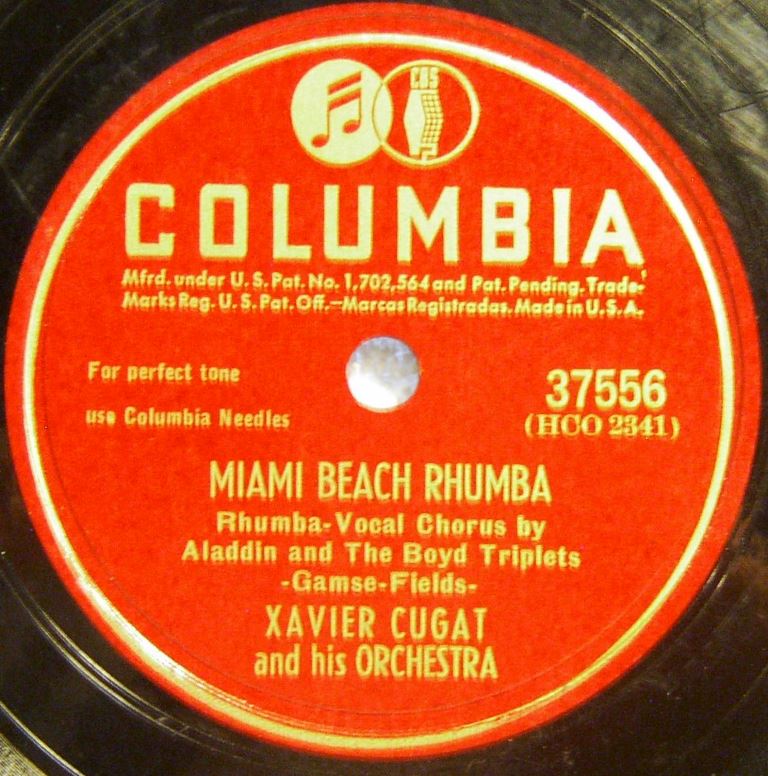 CBS
COLUMBIA
Mfrd. under U.S. Pat. No. 1,702,564 and Pat. Pending. Trade-
Marks Reg. U.S. Pat. Off.—Marcas Registradas. Made in U.S.A.
For perfect tone
use Columbia Needles
37556
(HCO 2341)
MIAMI BEACH RHUMBA
Rhumba-Vocal Chorus by
Aladdin and The Boyd Triplets
-Gamse-Fields-
XAVIER CUGAT
and his ORCHESTRA